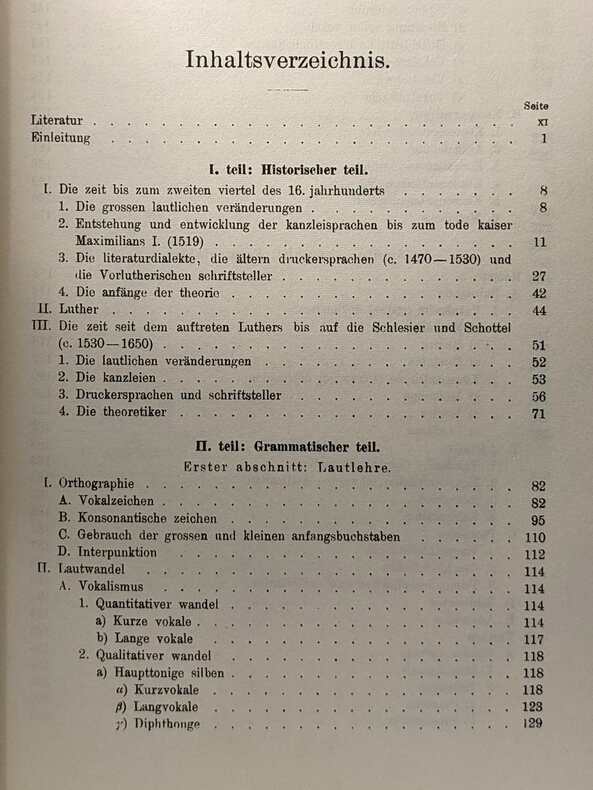 Inhaltsverzeichnis.
Seite
Literatur . . . . . . . . . . . . . . . . . . . . XI
Einleitung . . . . . . . . . . . . . . . . . . . 1
I. teil: Historischer teil.
I. Die zeit bis zum zweiten viertel des 16. jahrhunderts . . . . . . 8
1. Die grossen lautlichen veränderungen . . . . . . . . . 8
2. Entstehung und entwicklung der kanzleisprachen bis zum tode kaiser
Maximilians I. (1519) . . . . . . . . . . . . . . 11
3. Die literaturdialekte, die ältern druckersprachen (c. 1470—1530) und
die Vorlutherischen schriftsteller . . . . . . . . . . . 27
4. Die anfänge der theorie . . . . . . . . . . . . . 42
II. Luther . . . . . . . . . . . . . . . . . . . 44
III. Die zeit seit dem auftreten Luthers bis auf die Schlesier und Schottel
(c. 1530—1650) . . . . . . . . . . . . . . . . 51
1. Die lautlichen veränderungen . . . . . . . . . . . . 52
2. Die kanzleien . . . . . . . . . . . . . . . . 53
3. Druckersprachen und schriftsteller . . . . . . . . . . 56
4. Die theoretiker . . . . . . . . . . . . . . . . 71
II. teil: Grammatischer teil.
Erster abschnitt: Lautlehre.
I. Orthographie . . . . . . . . . . . . . . . . . 82
A. Vokalzeichen . . . . . . . . . . . . . . . . . 82
B. Konsonantische zeichen . . . . . . . . . . . . . 95
C. Gebrauch der grossen und kleinen anfangsbuchstaben . . . . . 110
D. Interpunktion . . . . . . . . . . . . . . . . 112
II. Lautwandel . . . . . . . . . . . . . . . . . . 114
A. Vokalismus . . . . . . . . . . . . . . . . . 114
1. Quantitativer wandel . . . . . . . . . . . . . 114
a) Kurze vokale . . . . . . . . . . . . . . . 114
b) Lange vokale . . . . . . . . . . . . . . 117
2. Qualitativer wandel . . . . . . . . . . . . . 118
a) Haupttonige silben . . . . . . . . . . . . . 118
α) Kurzvokale . . . . . . . . . . . . . . 118
β) Langvokale . . . . . . . . . . . . . . 123
γ) Diphthonge . . . . . . . . . . . . . . 129